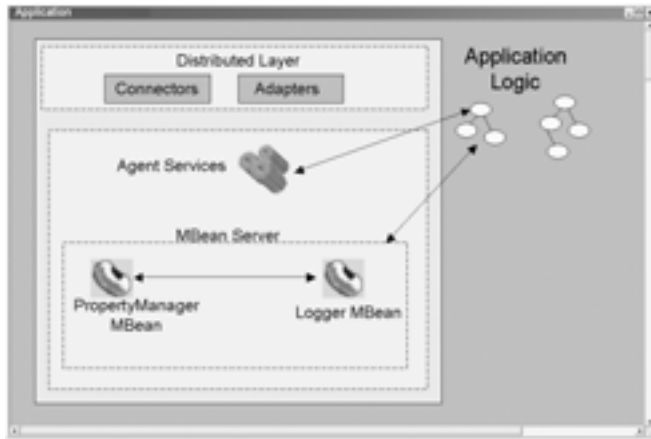 Application
Distributed Layer
Connectors
Adapters
Application
Logic
Agent Services
MBean Server
PropertyManager
MBean
Logger MBean